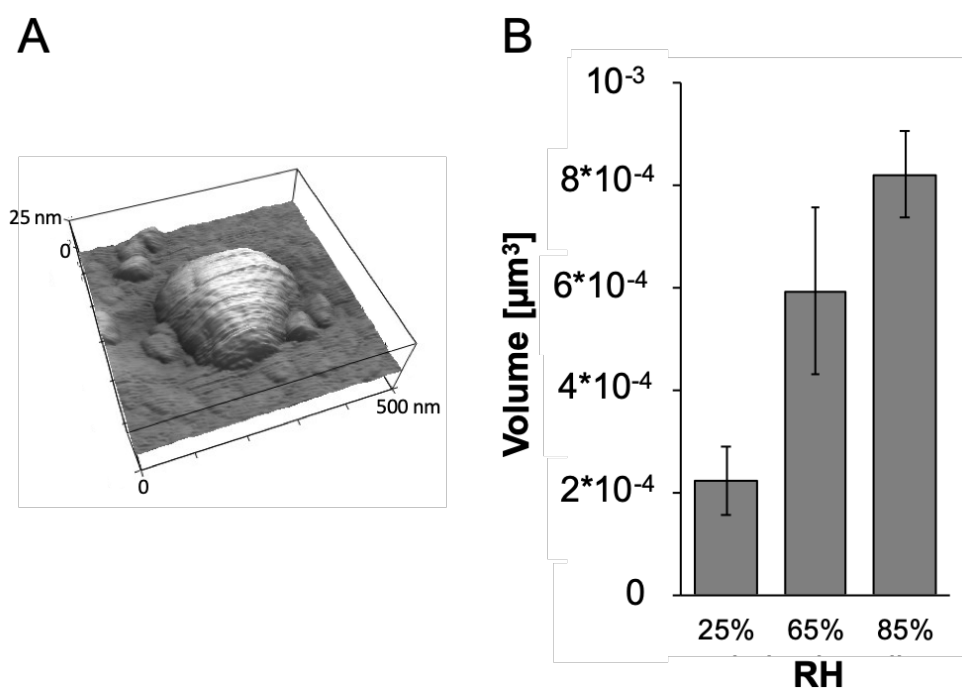 A
25 nm
0
500 nm
0
B
Volume [µm³]
10⁻³
8*10⁻⁴
6*10⁻⁴
4*10⁻⁴
2*10⁻⁴
0
25% 65% 85%
RH